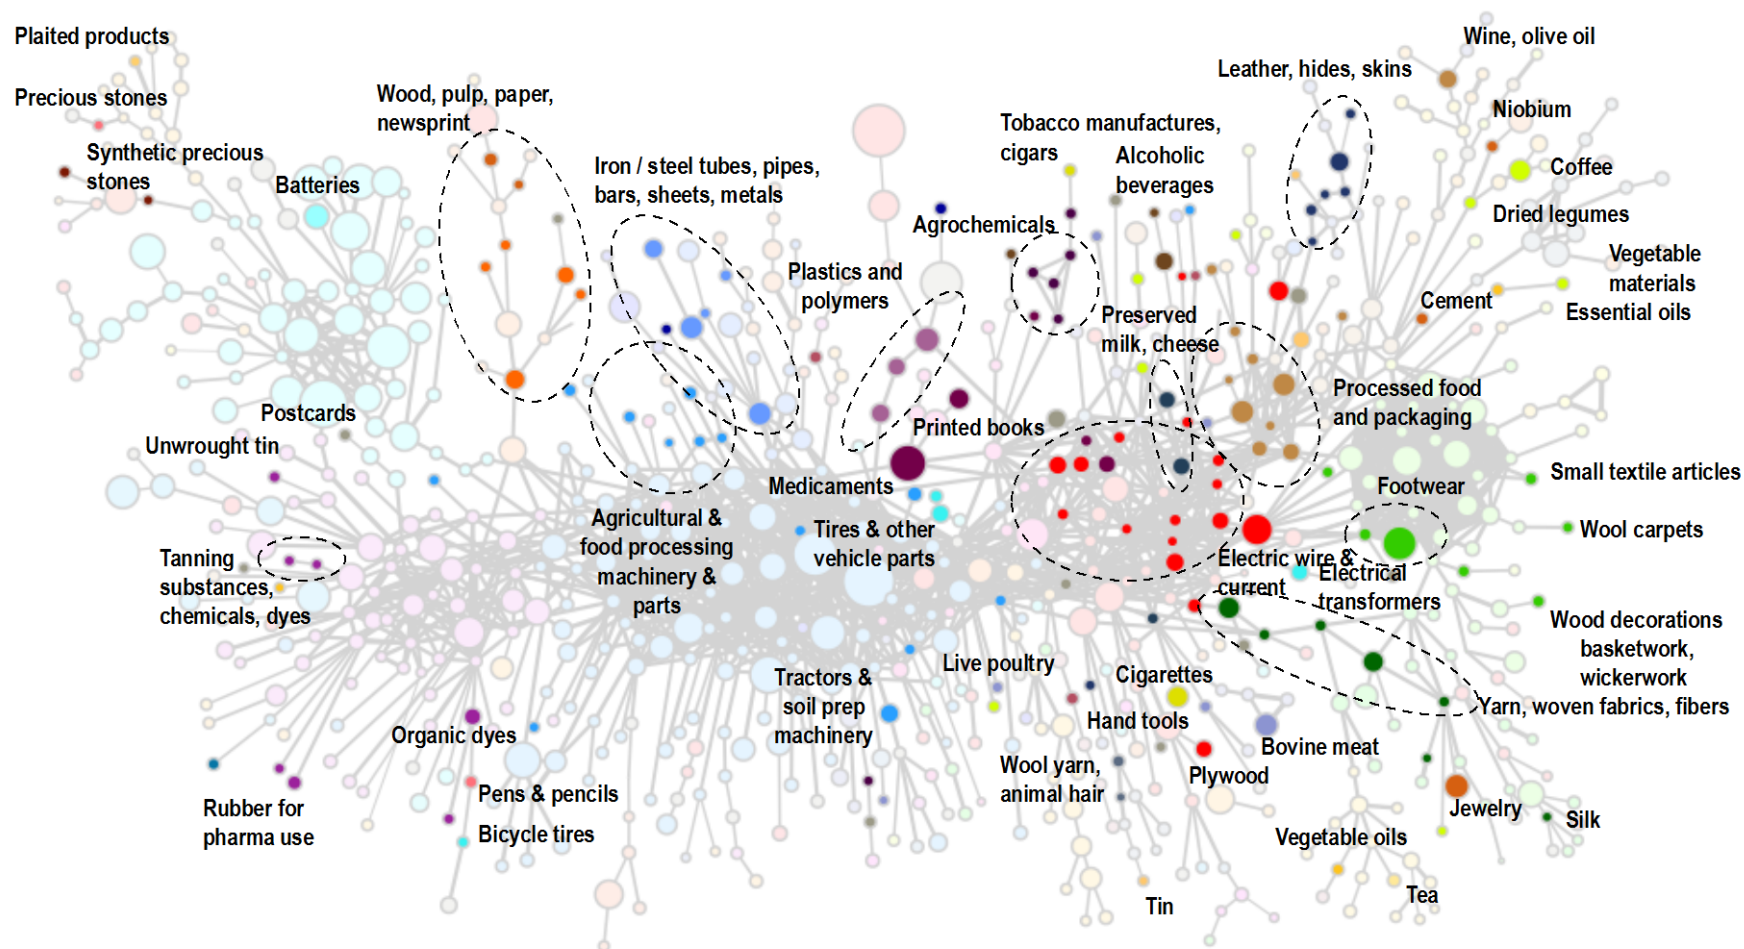 Plaited products
Wine, olive oil
Leather, hides, skins
Precious stones
Wood, pulp, paper,
newsprint
Niobium
Tobacco manufactures,
cigars
Synthetic precious
stones
Iron / steel tubes, pipes,
bars, sheets, metals
Alcoholic
beverages
Coffee
Batteries
Dried legumes
Agrochemicals
Vegetable
materials
Plastics and
polymers
Cement
Essential oils
Preserved
milk, cheese
Processed food
and packaging
Postcards
Printed books
Unwrought tin
Small textile articles
Medicaments
Footwear
Agricultural &
food processing
machinery &
parts
Tires & other
vehicle parts
Wool carpets
Tanning
substances,
chemicals, dyes
Electric wire &
current
Electrical
transformers
Wood decorations
basketwork,
wickerwork
Live poultry
Cigarettes
Tractors &
soil prep
machinery
Yarn, woven fabrics, fibers
Hand tools
Organic dyes
Bovine meat
Wool yarn,
animal hair
Plywood
Pens & pencils
Rubber for
pharma use
Jewelry
Silk
Bicycle tires
Vegetable oils
Tea
Tin